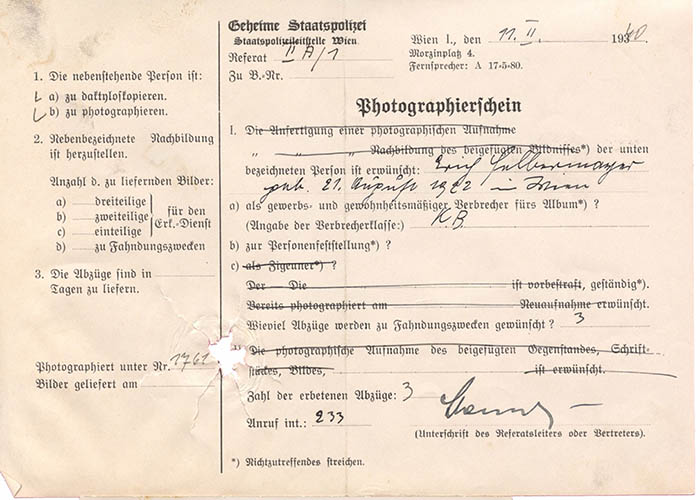 Geheime Staatspolizei
Staatspolizeileitstelle Wien
Referat II A/1
Zu B.-Nr.
Wien I., den 11. II. 1940.
Morzinplatz 4.
Fernsprecher: A 17-5-80.
1. Die nebenstehende Person ist:
a) zu daktyloskopieren.
b) zu photographieren.
2. Nebenbezeichnete Nachbildung
ist herzustellen.
Anzahl d. zu liefernden Bilder:
a) dreiteilige
b) zweiteilige
c) einteilige
für den
Erk.-Dienst
d) zu Fahndungszwecken
3. Die Abzüge sind in
Tagen zu liefern.
Photographiert unter Nr. 1761
Bilder geliefert am
Photographierschein
1. Die Anfertigung einer photographischen Aufnahme
„ „ „ Nachbildung des beigefügten Bildnisses*) der unten
bezeichneten Person ist erwünscht: Erich
geb. 21. August 1922 in Wien
a) als gewerbs- und gewohnheitsmäßiger Verbrecher fürs Album*) ?
(Angabe der Verbrecherklasse:) K.B.
b) zur Personenfeststellung*) ?
c) als Zigeuner*) ?
Der — Die ist vorbestraft, geständig*).
Bereits photographiert am Neuaufnahme erwünscht.
Wieviel Abzüge werden zu Fahndungszwecken gewünscht ? 3
Die photographische Aufnahme des beigefügten Gegenstandes, Schrift-
stückes, Bildes, ist erwünscht.
Zahl der erbetenen Abzüge: 3
Anruf int.: 233
(Unterschrift des Referatsleiters oder Vertreters).
*) Nichtzutreffendes streichen.